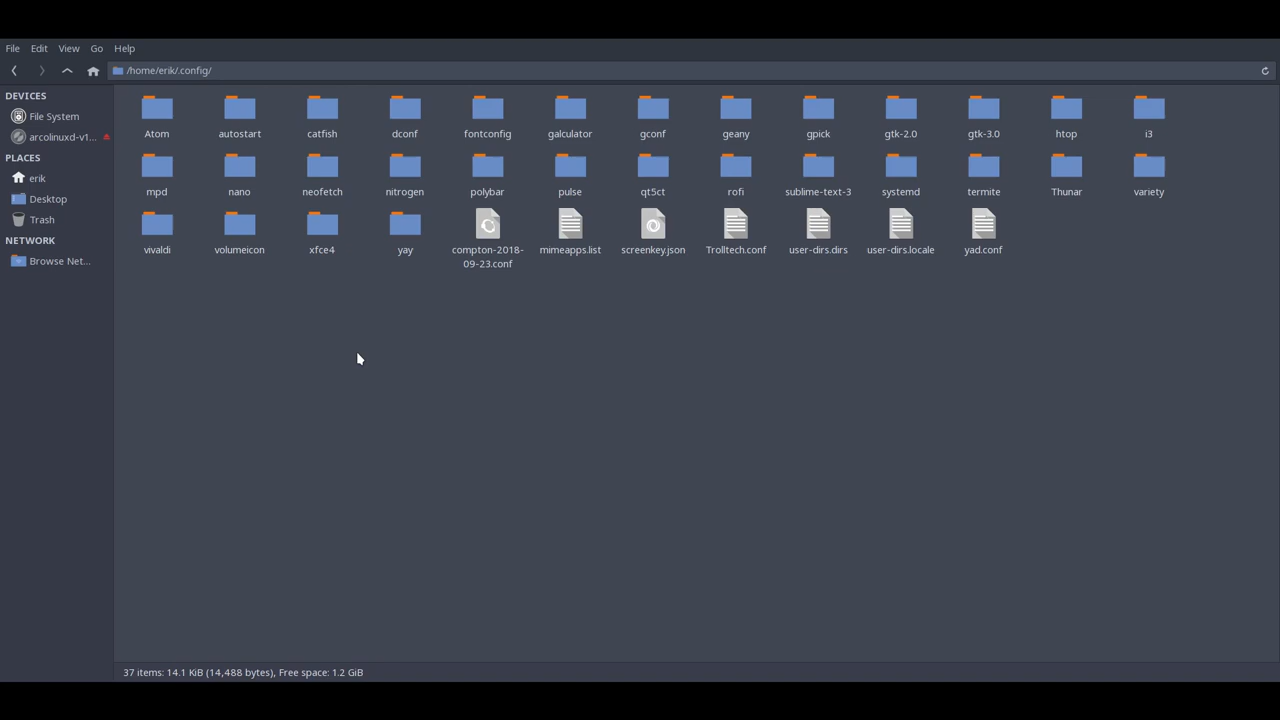 File Edit View Go Help
/home/erik/.config/
DEVICES
File System
arcolinuxd-v1...
PLACES
erik
Desktop
Trash
NETWORK
Browse Net...
Atom autostart catfish dconf fontconfig galculator gconf geany gpick gtk-2.0 gtk-3.0 htop i3
mpd nano neofetch nitrogen polybar pulse qt5ct rofi sublime-text-3 systemd termite Thunar variety
vivaldi volumeicon xfce4 yay compton-2018- mimeapps.list screenkey.json Trolltech.conf user-dirs.dirs user-dirs.locale yad.conf
09-23.conf
37 items: 14.1 KiB (14,488 bytes), Free space: 1.2 GiB